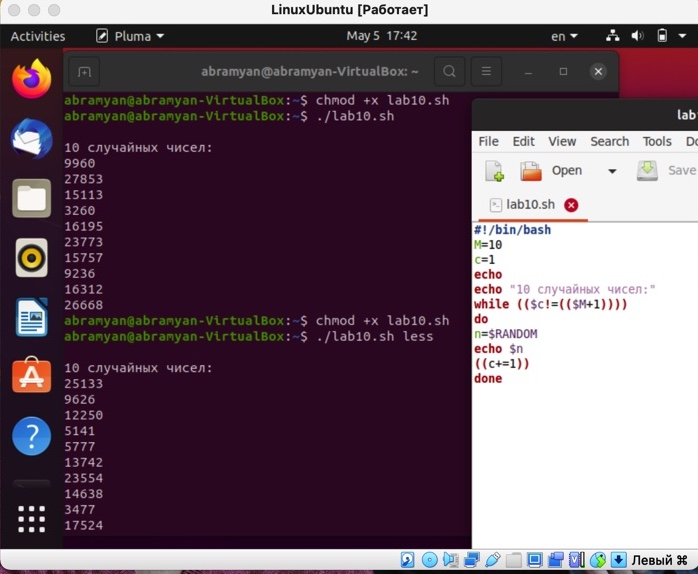 LinuxUbuntu [Работает]
Activities Pluma May 5 17:42 en
abramyan@abramyan-VirtualBox: ~
abramyan@abramyan-VirtualBox:~$ chmod +x lab10.sh
abramyan@abramyan-VirtualBox:~$ ./lab10.sh
10 случайных чисел:
9960
27853
15113
3260
16195
23773
15757
9236
16312
26668
abramyan@abramyan-VirtualBox:~$ chmod +x lab10.sh
abramyan@abramyan-VirtualBox:~$ ./lab10.sh less
10 случайных чисел:
25133
9626
12250
5141
5777
13742
23554
14638
3477
17524
lab
File Edit View Search Tools Do
Open Save
lab10.sh
#!/bin/bash
M=10
c=1
echo
echo "10 случайных чисел:"
while (($c!=(($M+1))))
do
n=$RANDOM
echo $n
((c+=1))
done
Левый ⌘